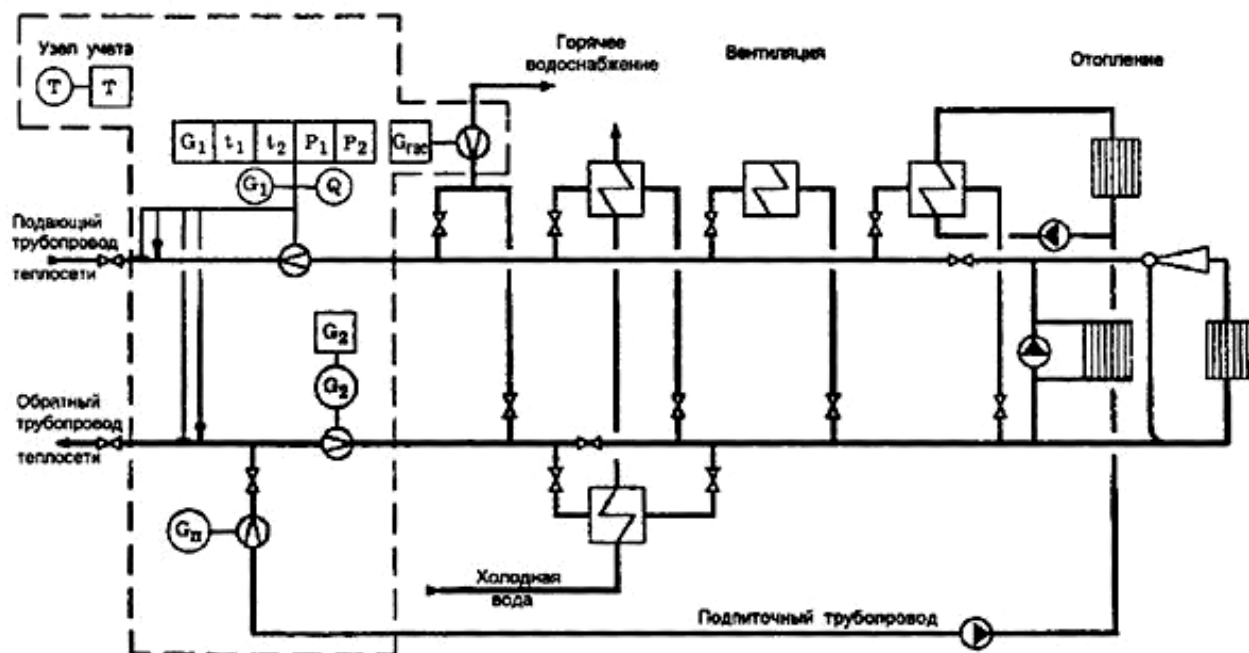 Узел учета
T T
G₁ t₁ t₂ P₁ P₂
Gгвс
G₁ Q
Горячее
водоснабжение
Вентиляция
Отопление
Подающий
трубопровод
теплосети
G₂
G₂
Обратный
трубопровод
теплосети
Gп
Холодная
вода
Подпиточный трубопровод